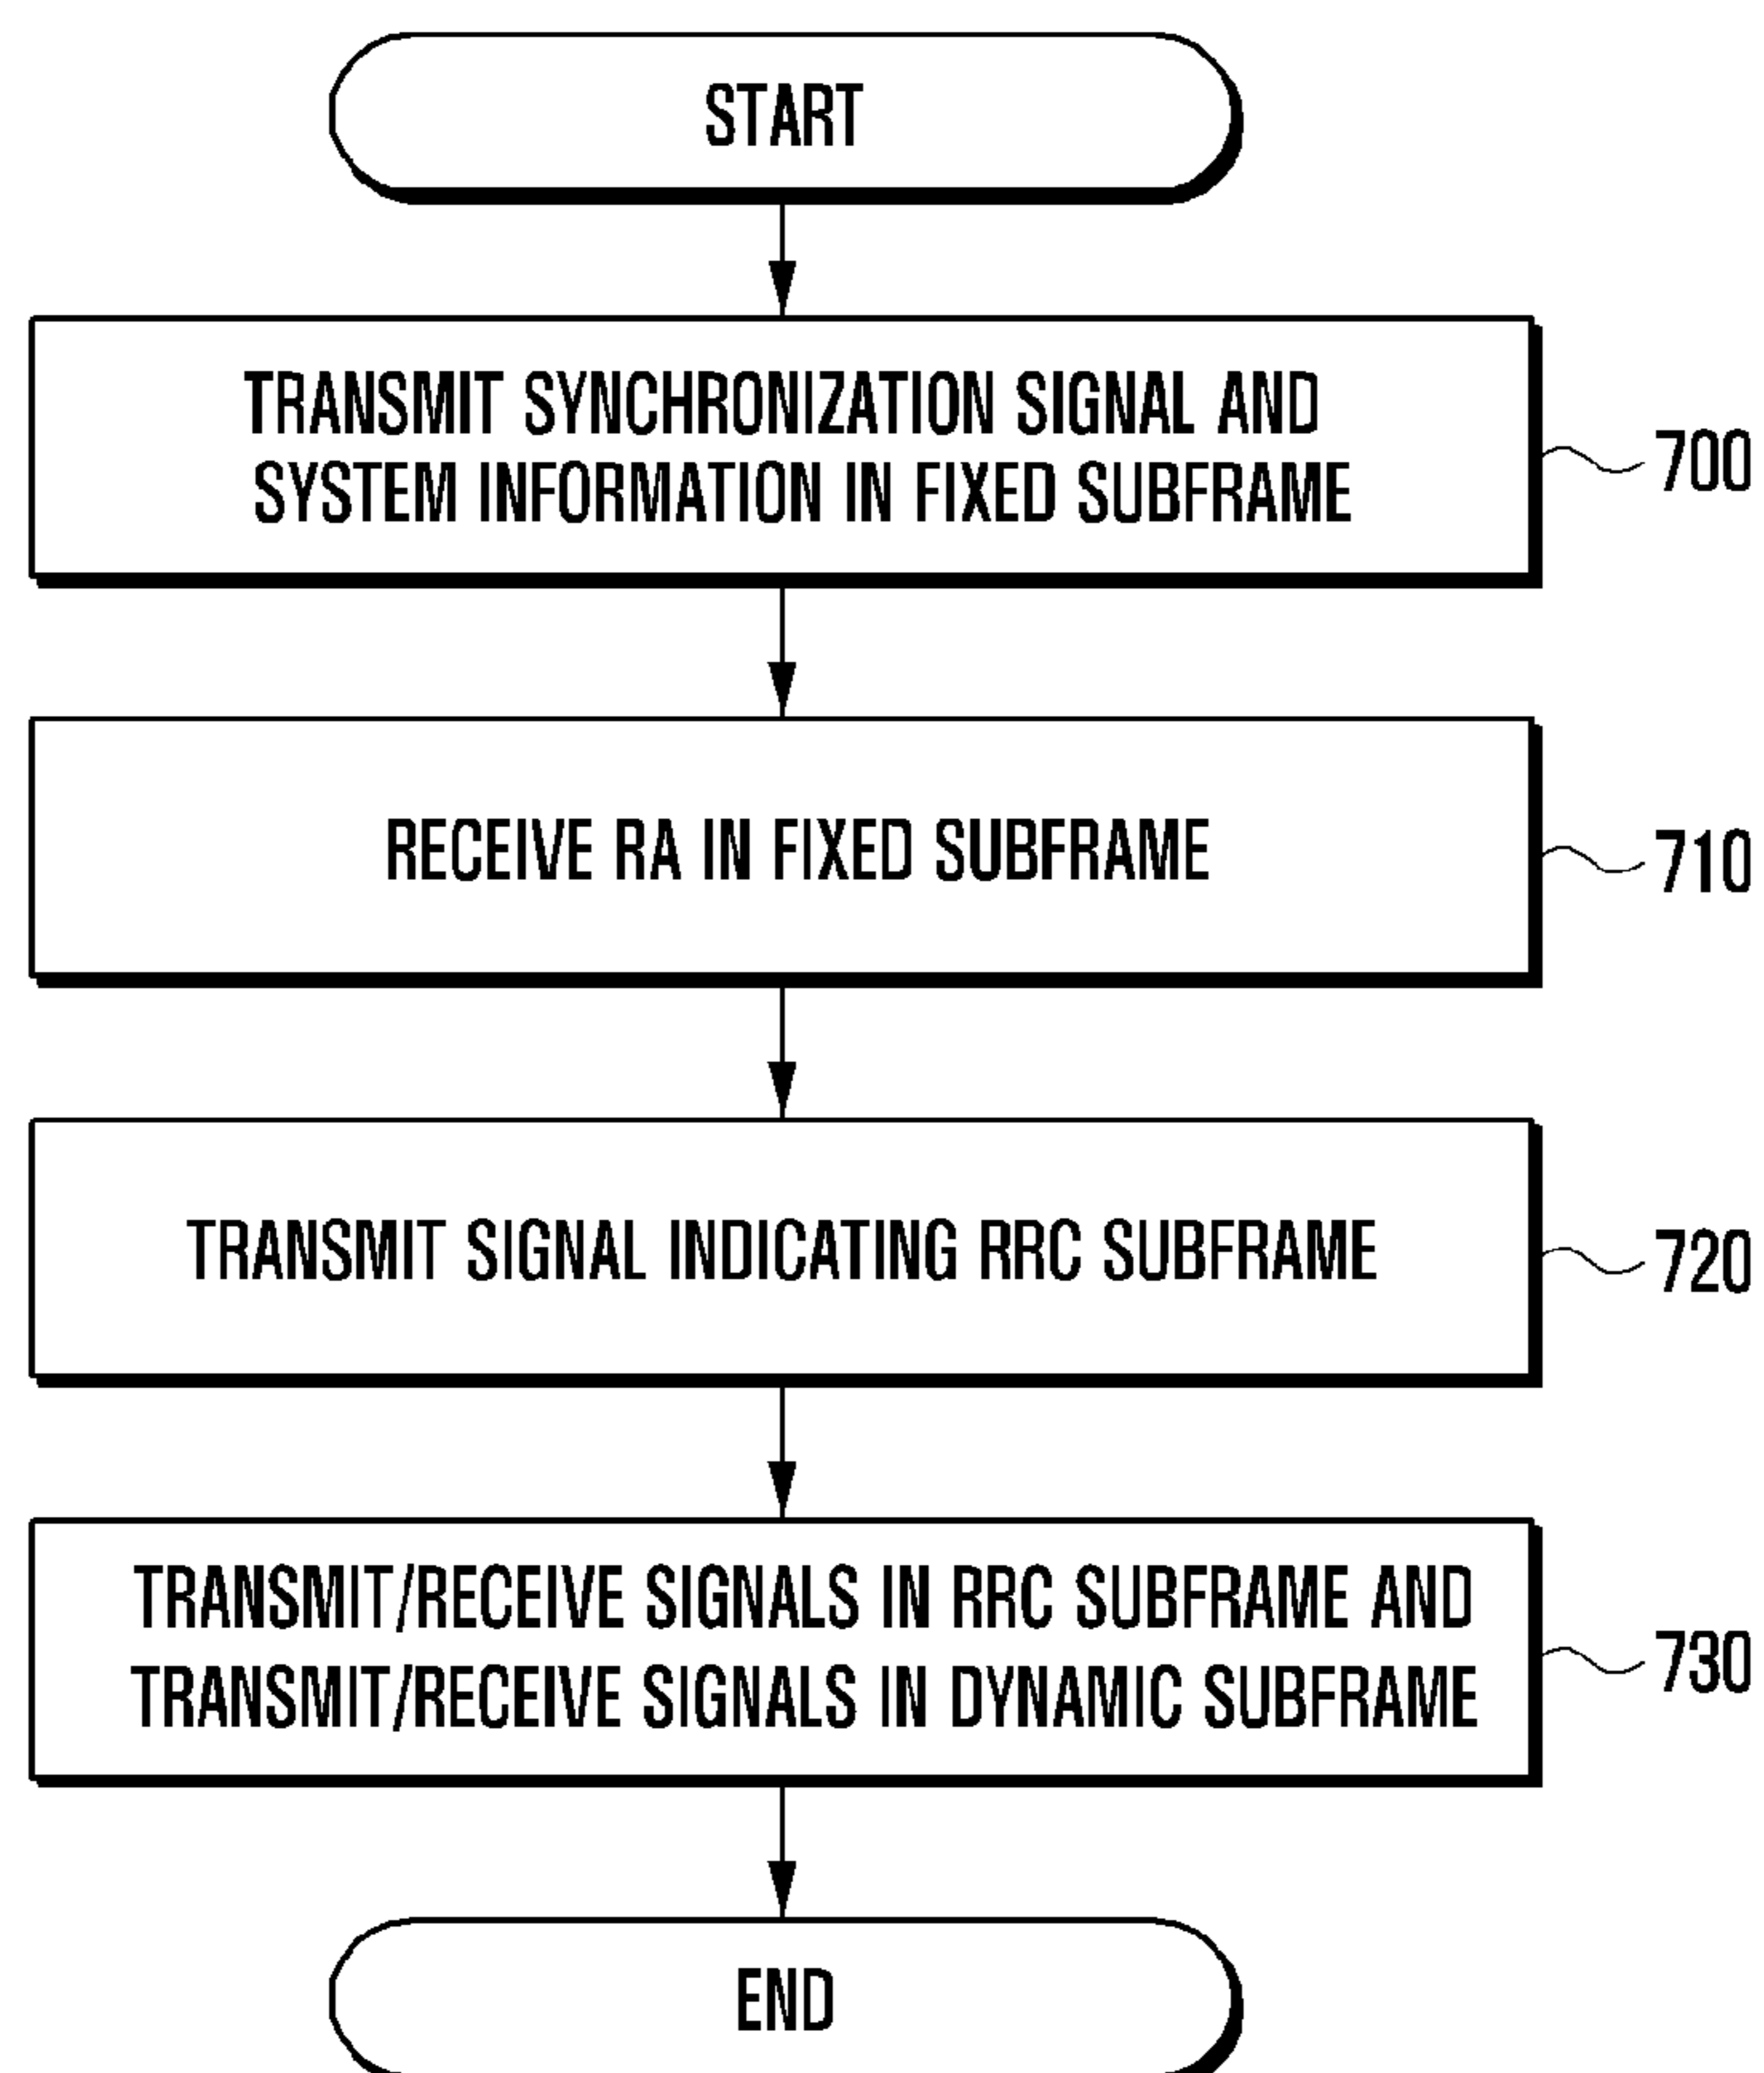 START
TRANSMIT SYNCHRONIZATION SIGNAL AND
SYSTEM INFORMATION IN FIXED SUBFRAME
700
RECEIVE RA IN FIXED SUBFRAME
710
TRANSMIT SIGNAL INDICATING RRC SUBFRAME
720
TRANSMIT/RECEIVE SIGNALS IN RRC SUBFRAME AND
TRANSMIT/RECEIVE SIGNALS IN DYNAMIC SUBFRAME
730
END